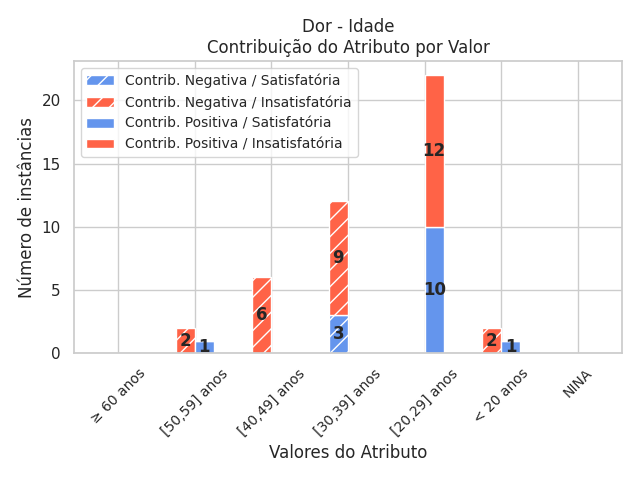 Dor - Idade
Contribuição do Atributo por Valor
Contrib. Negativa / Satisfatória
Contrib. Negativa / Insatisfatória
Contrib. Positiva / Satisfatória
Contrib. Positiva / Insatisfatória
Número de instâncias
20
15
10
5
0
2
1
6
9
3
12
10
2
1
≥ 60 anos
[50,59] anos
[40,49] anos
[30,39] anos
[20,29] anos
< 20 anos
NINA
Valores do Atributo